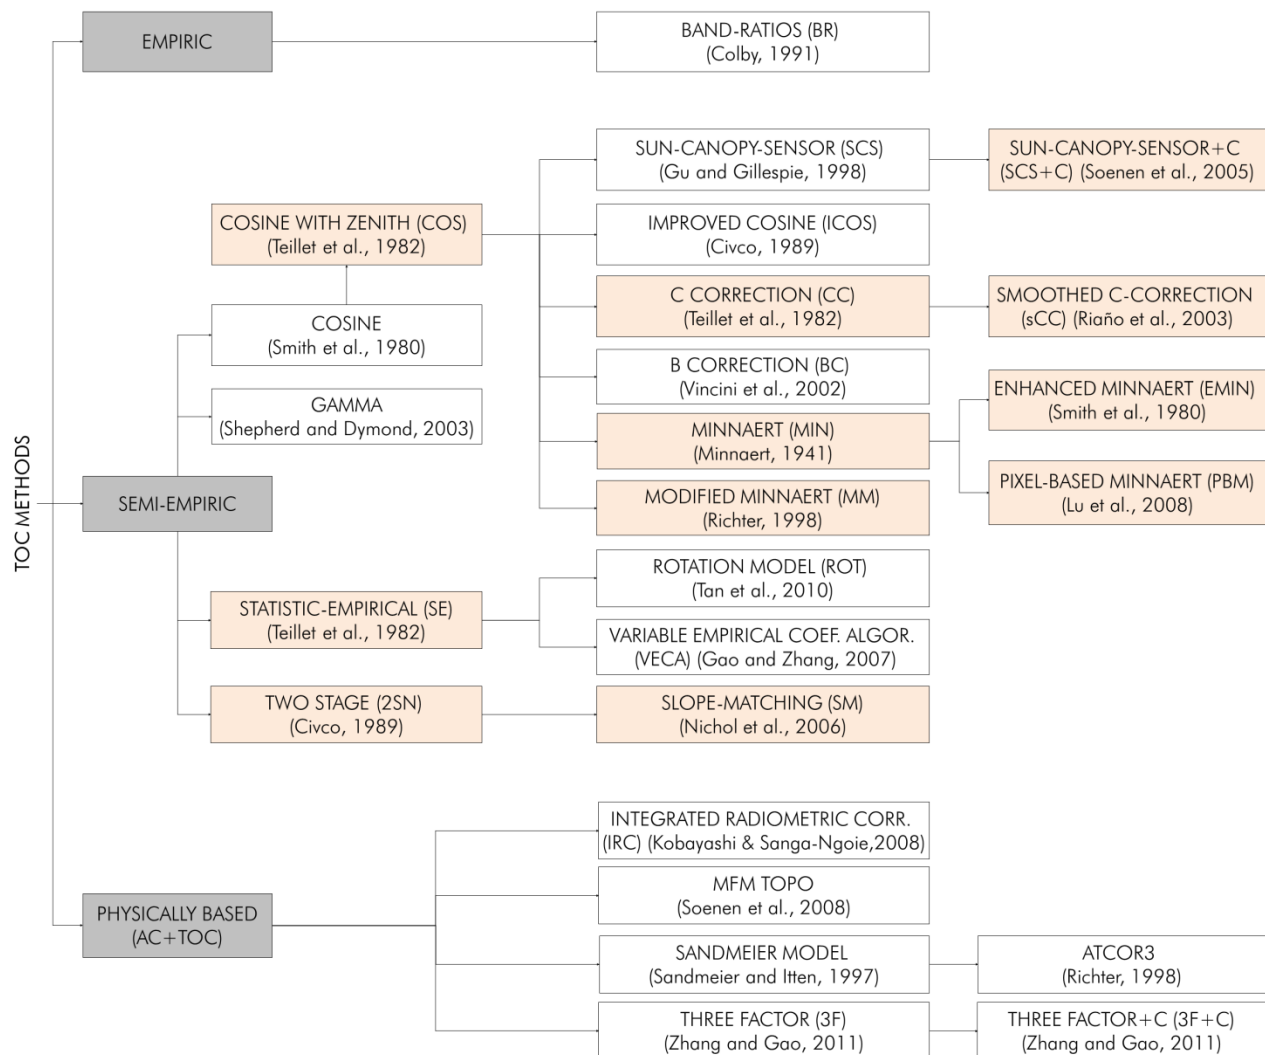 TOC METHODS
EMPIRIC
BAND-RATIOS (BR)
(Colby, 1991)
SEMI-EMPIRIC
COSINE WITH ZENITH (COS)
(Teillet et al., 1982)
COSINE
(Smith et al., 1980)
GAMMA
(Shepherd and Dymond, 2003)
SUN-CANOPY-SENSOR (SCS)
(Gu and Gillespie, 1998)
SUN-CANOPY-SENSOR+C
(SCS+C) (Soenen et al., 2005)
IMPROVED COSINE (ICOS)
(Civco, 1989)
C CORRECTION (CC)
(Teillet et al., 1982)
SMOOTHED C-CORRECTION
(sCC) (Riaño et al., 2003)
B CORRECTION (BC)
(Vincini et al., 2002)
MINNAERT (MIN)
(Minnaert, 1941)
ENHANCED MINNAERT (EMIN)
(Smith et al., 1980)
PIXEL-BASED MINNAERT (PBM)
(Lu et al., 2008)
MODIFIED MINNAERT (MM)
(Richter, 1998)
STATISTIC-EMPIRICAL (SE)
(Teillet et al., 1982)
ROTATION MODEL (ROT)
(Tan et al., 2010)
VARIABLE EMPIRICAL COEF. ALGOR.
(VECA) (Gao and Zhang, 2007)
TWO STAGE (2SN)
(Civco, 1989)
SLOPE-MATCHING (SM)
(Nichol et al., 2006)
PHYSICALLY BASED
(AC+TOC)
INTEGRATED RADIOMETRIC CORR.
(IRC) (Kobayashi & Sanga-Ngoie,2008)
MFM TOPO
(Soenen et al., 2008)
SANDMEIER MODEL
(Sandmeier and Itten, 1997)
ATCOR3
(Richter, 1998)
THREE FACTOR (3F)
(Zhang and Gao, 2011)
THREE FACTOR+C (3F+C)
(Zhang and Gao, 2011)